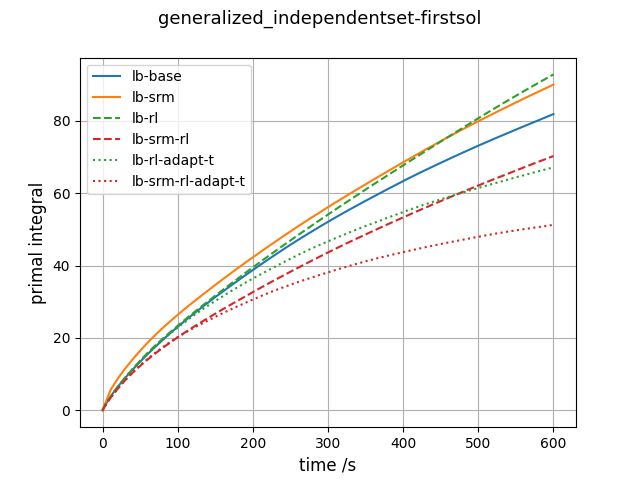 generalized_independentset-firstsol
lb-base
lb-srm
lb-rl
lb-srm-rl
lb-rl-adapt-t
lb-srm-rl-adapt-t
primal integral
80
60
40
20
0
0 100 200 300 400 500 600
time /s